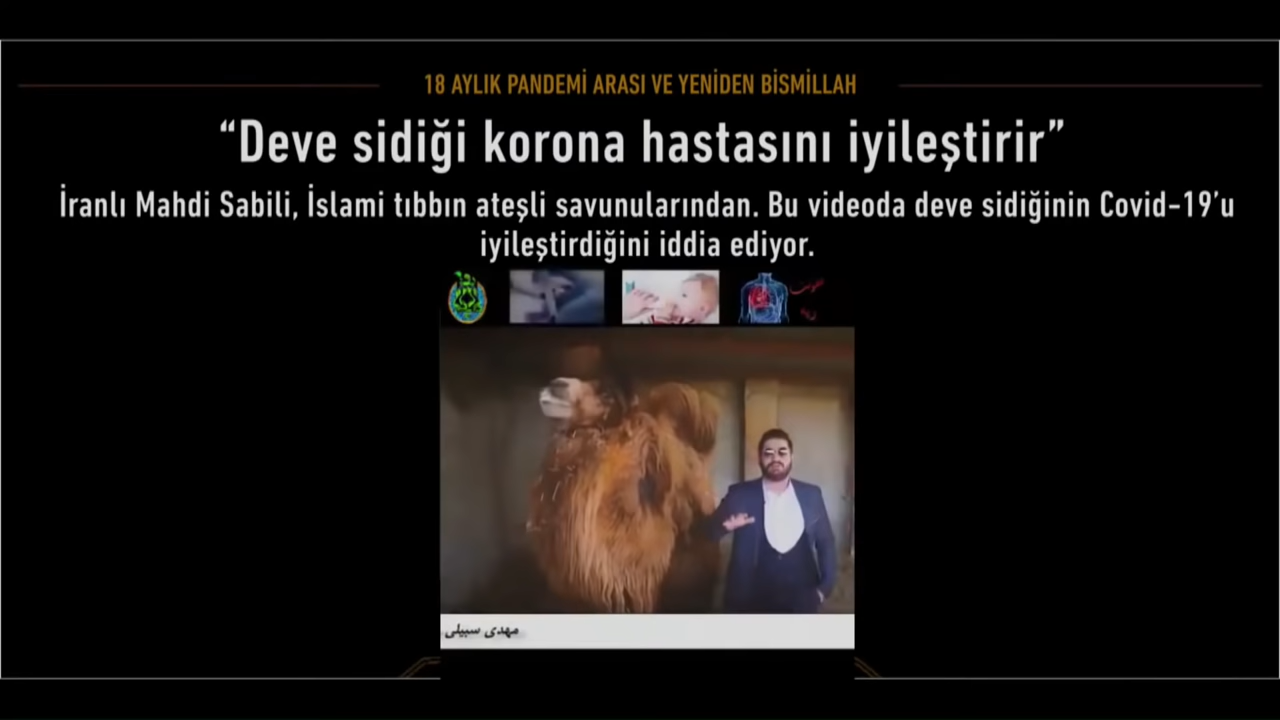 18 AYLIK PANDEMİ ARASI VE YENİDEN BİSMİLLAH
“Deve sidiği korona hastasını iyileştirir”
İranlı Mahdi Sabili, İslami tıbbın ateşli savunularından. Bu videoda deve sidiğinin Covid-19’u
iyileştirdiğini iddia ediyor.
مهدی سبیلی